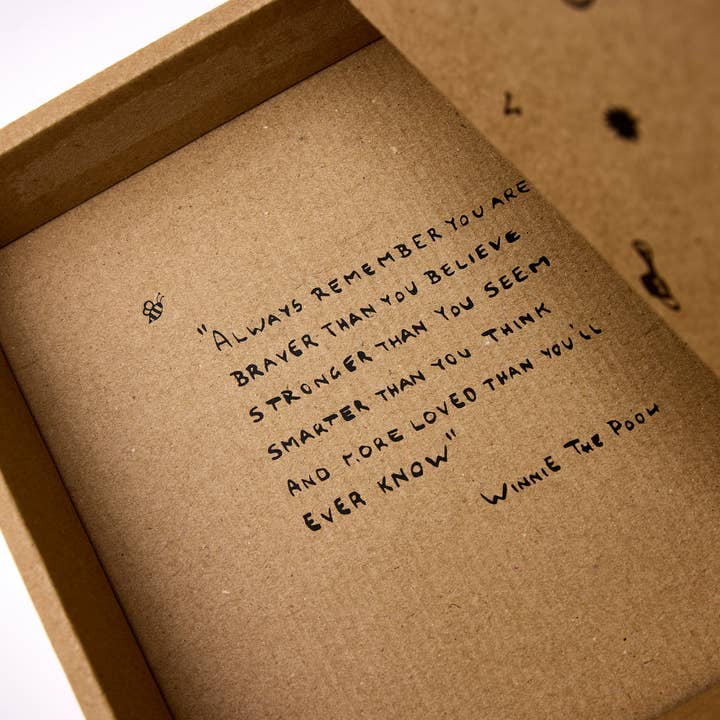 "ALWAYS REMEMBER YOU ARE
BRAVER THAN YOU BELIEVE
STRONGER THAN YOU SEEM
SMARTER THAN YOU THINK
AND MORE LOVED THAN YOU'LL
EVER KNOW"
WINNIE THE POOH